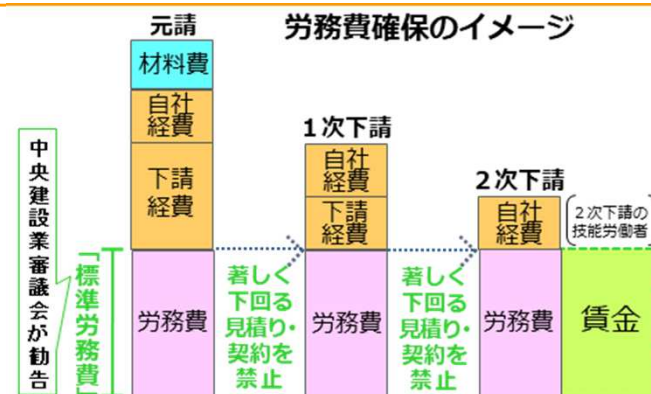 労務費確保のイメージ
元請
材料費
自社
経費
下請
経費
労務費
中央建設業審議会が勧告
「標準労務費」
著しく
下回る
見積り・
契約を
禁止
1次下請
自社
経費
下請
経費
労務費
著しく
下回る
見積り・
契約を
禁止
2次下請
自社
経費
労務費
2次下請の
技能労働者
賃金